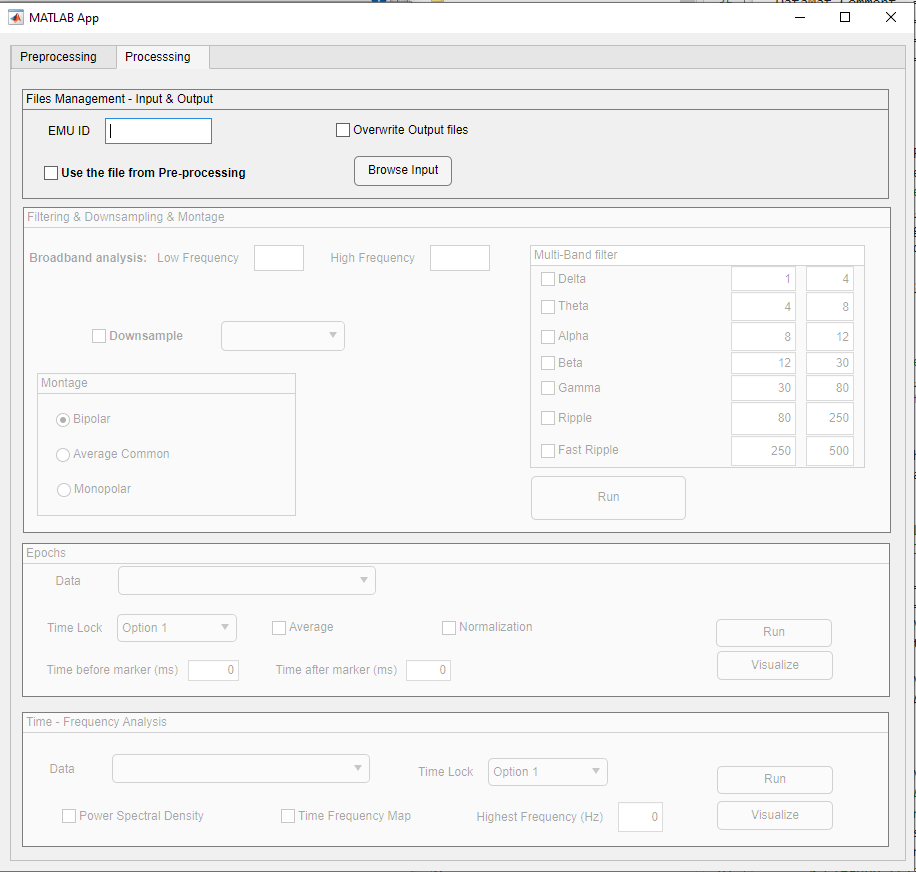 MATLAB App
Preprocessing Processsing
Files Management - Input & Output
EMU ID
Overwrite Output files
Use the file from Pre-processing
Browse Input
Filtering & Downsampling & Montage
Broadband analysis: Low Frequency High Frequency
Downsample
Montage
Bipolar
Average Common
Monopolar
Multi-Band filter
Delta 1 4
Theta 4 8
Alpha 8 12
Beta 12 30
Gamma 30 80
Ripple 80 250
Fast Ripple 250 500
Run
Epochs
Data
Time Lock Option 1 Average Normalization
Time before marker (ms) 0 Time after marker (ms) 0
Run
Visualize
Time - Frequency Analysis
Data Time Lock Option 1
Power Spectral Density Time Frequency Map Highest Frequency (Hz) 0
Run
Visualize